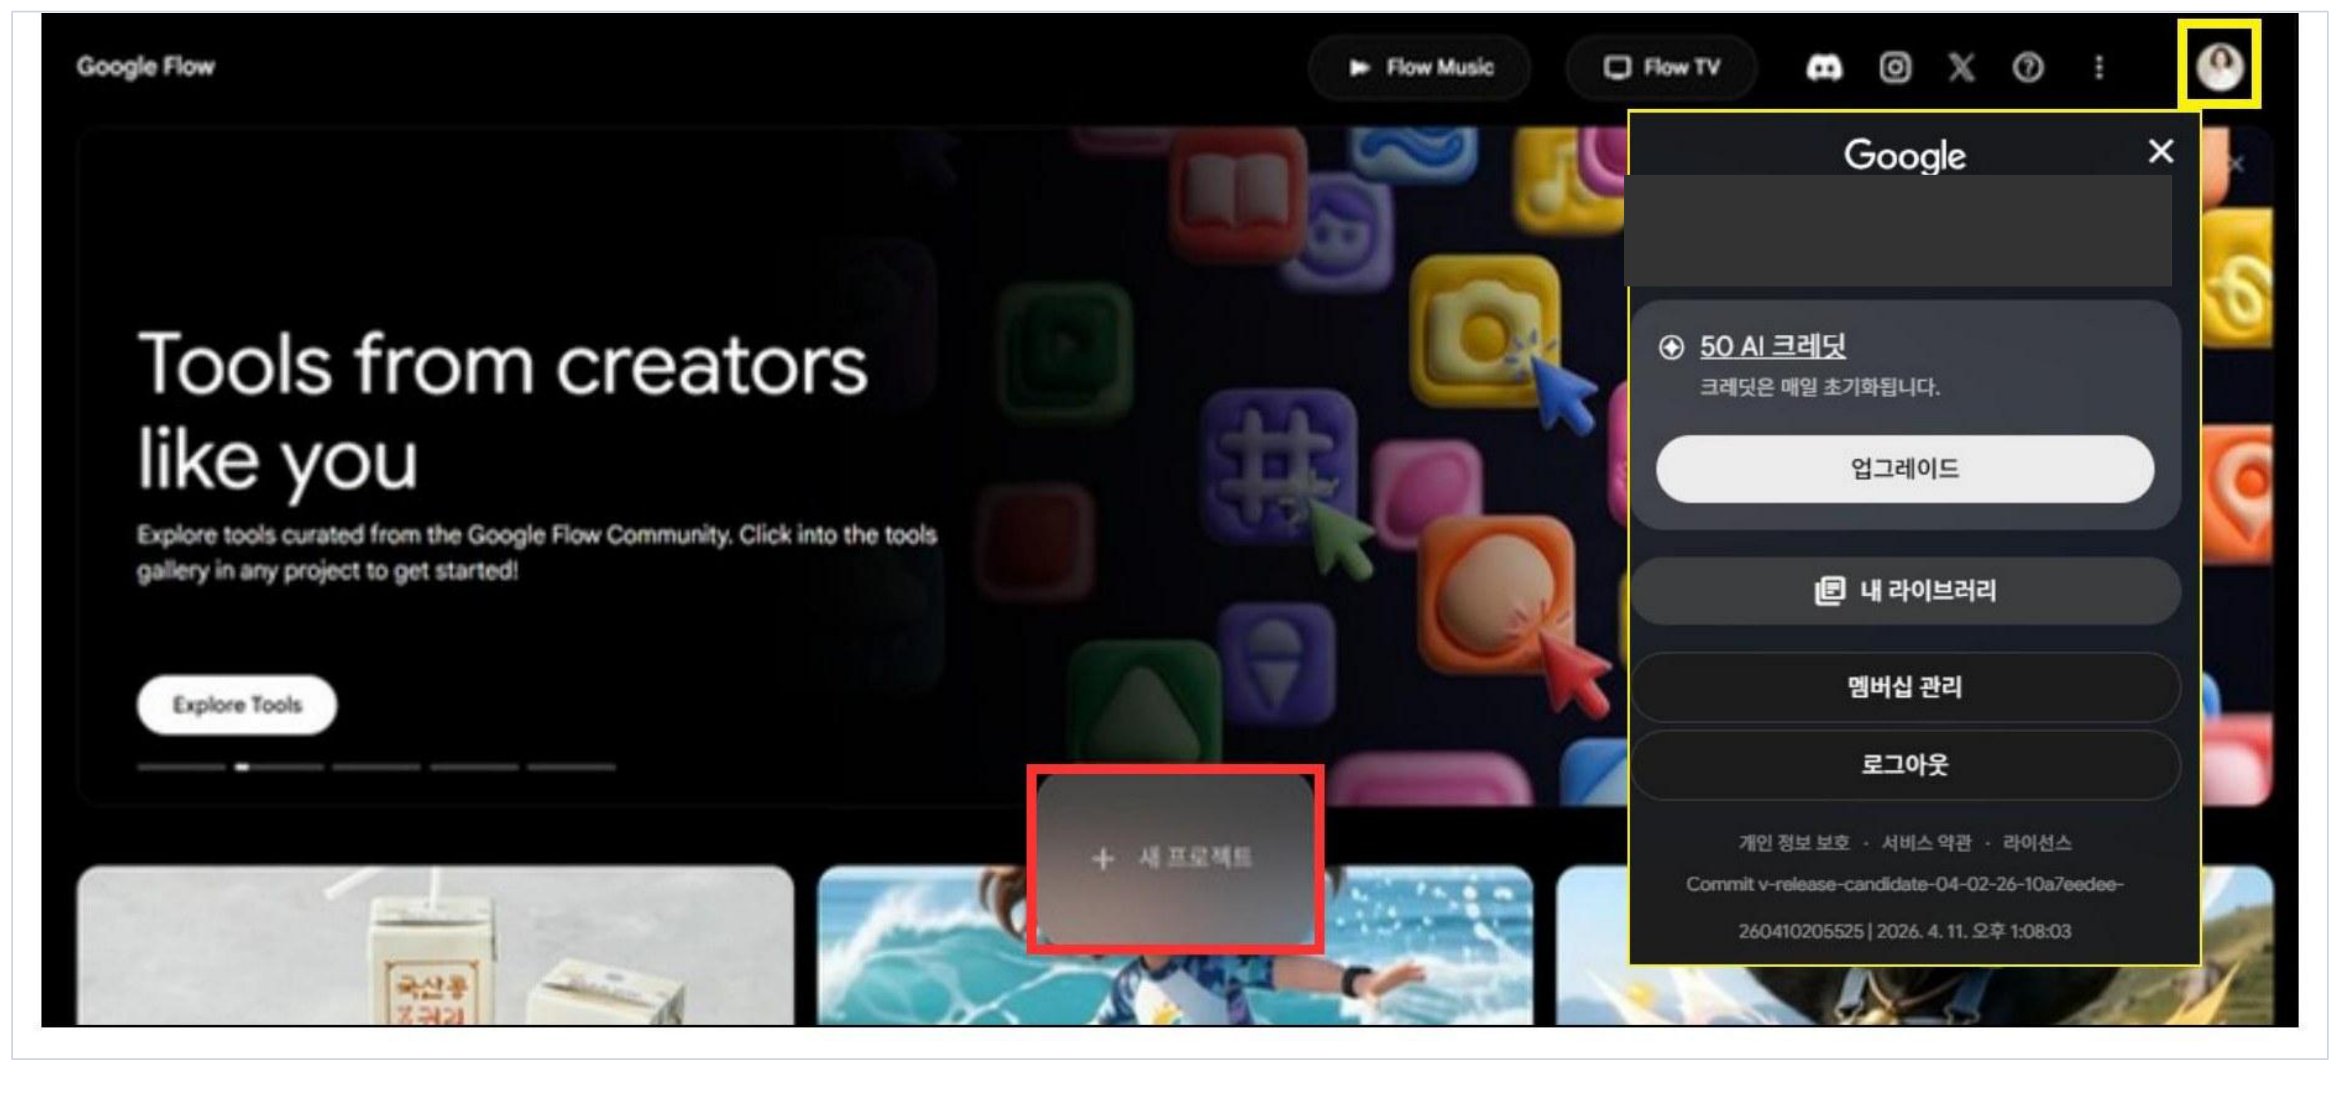 Google Flow
Flow Music
Flow TV
Google
50 AI 크레딧
크레딧은 매일 초기화됩니다.
업그레이드
내 라이브러리
멤버십 관리
로그아웃
개인 정보 보호 · 서비스 약관 · 라이선스
Commit v-release-candidate-04-02-26-10a7eedee-
260410205525 | 2026. 4. 11. 오후 1:08:03
Tools from creators
like you
Explore tools curated from the Google Flow Community. Click into the tools
gallery in any project to get started!
Explore Tools
+ 새 프로젝트
국산콩